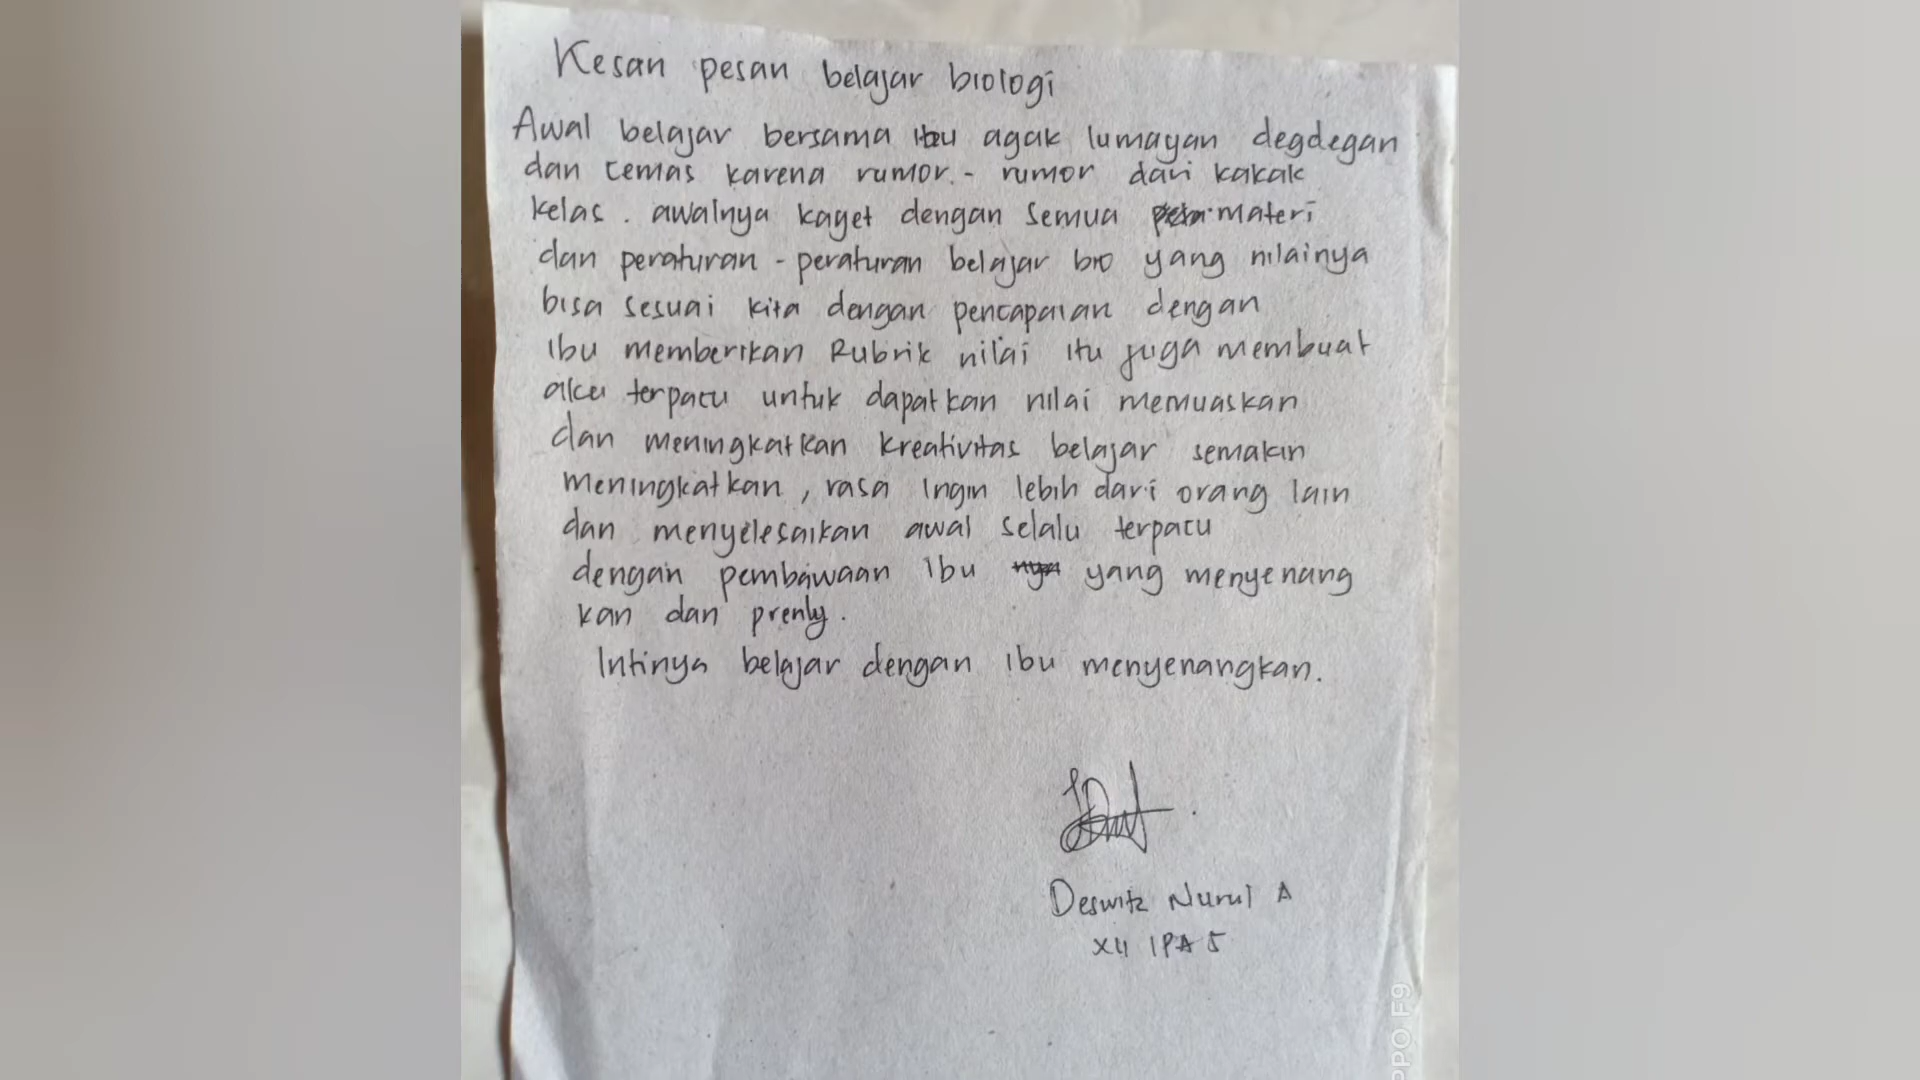 Kesan pesan belajar biologi
Awal belajar bersama ibu agak lumayan degdegan
dan cemas karena rumor - rumor dari kakak
kelas. awalnya kaget dengan semua materi
dan peraturan - peraturan belajar bio yang nilainya
bisa sesuai kita dengan pencapaian dengan
Ibu memberikan Rubrik nilai itu juga membuat
aku terpacu untuk dapatkan nilai memuaskan
dan meningkatkan kreativitas belajar semakin
meningkatkan, rasa ingin lebih dari orang lain
dan menyelesaikan awal selalu terpacu
dengan pembawaan Ibu yang menyenang
kan dan prenly.
Intinya belajar dengan ibu menyenangkan.
Nurul A
XII IPA 5
PPO F9